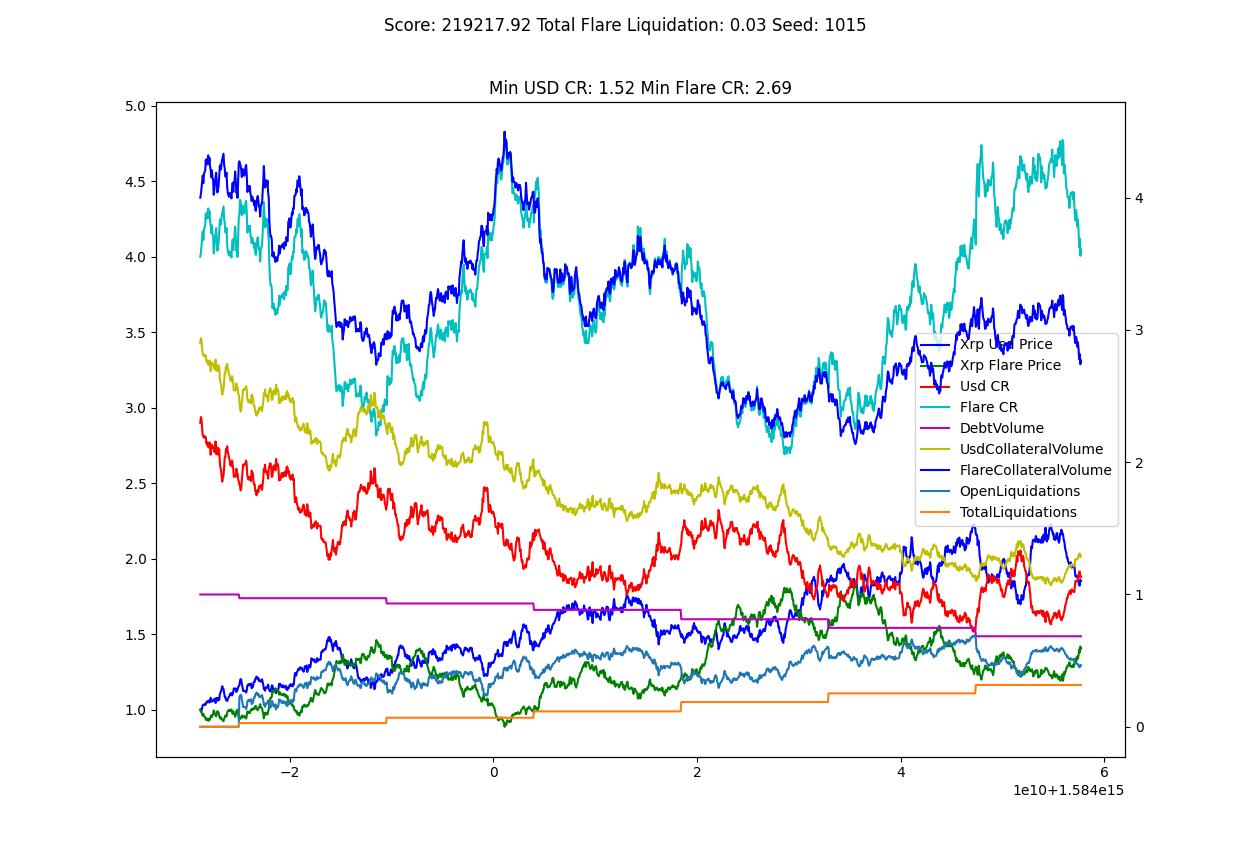 Score: 219217.92 Total Flare Liquidation: 0.03 Seed: 1015
Min USD CR: 1.52 Min Flare CR: 2.69
5.0
4.5
4.0
3.5
3.0
2.5
2.0
1.5
1.0
4
3
2
1
0
Xrp Usd Price
Xrp Flare Price
Usd CR
Flare CR
DebtVolume
UsdCollateralVolume
FlareCollateralVolume
OpenLiquidations
TotalLiquidations
−2 0 2 4 6
1e10+1.584e15